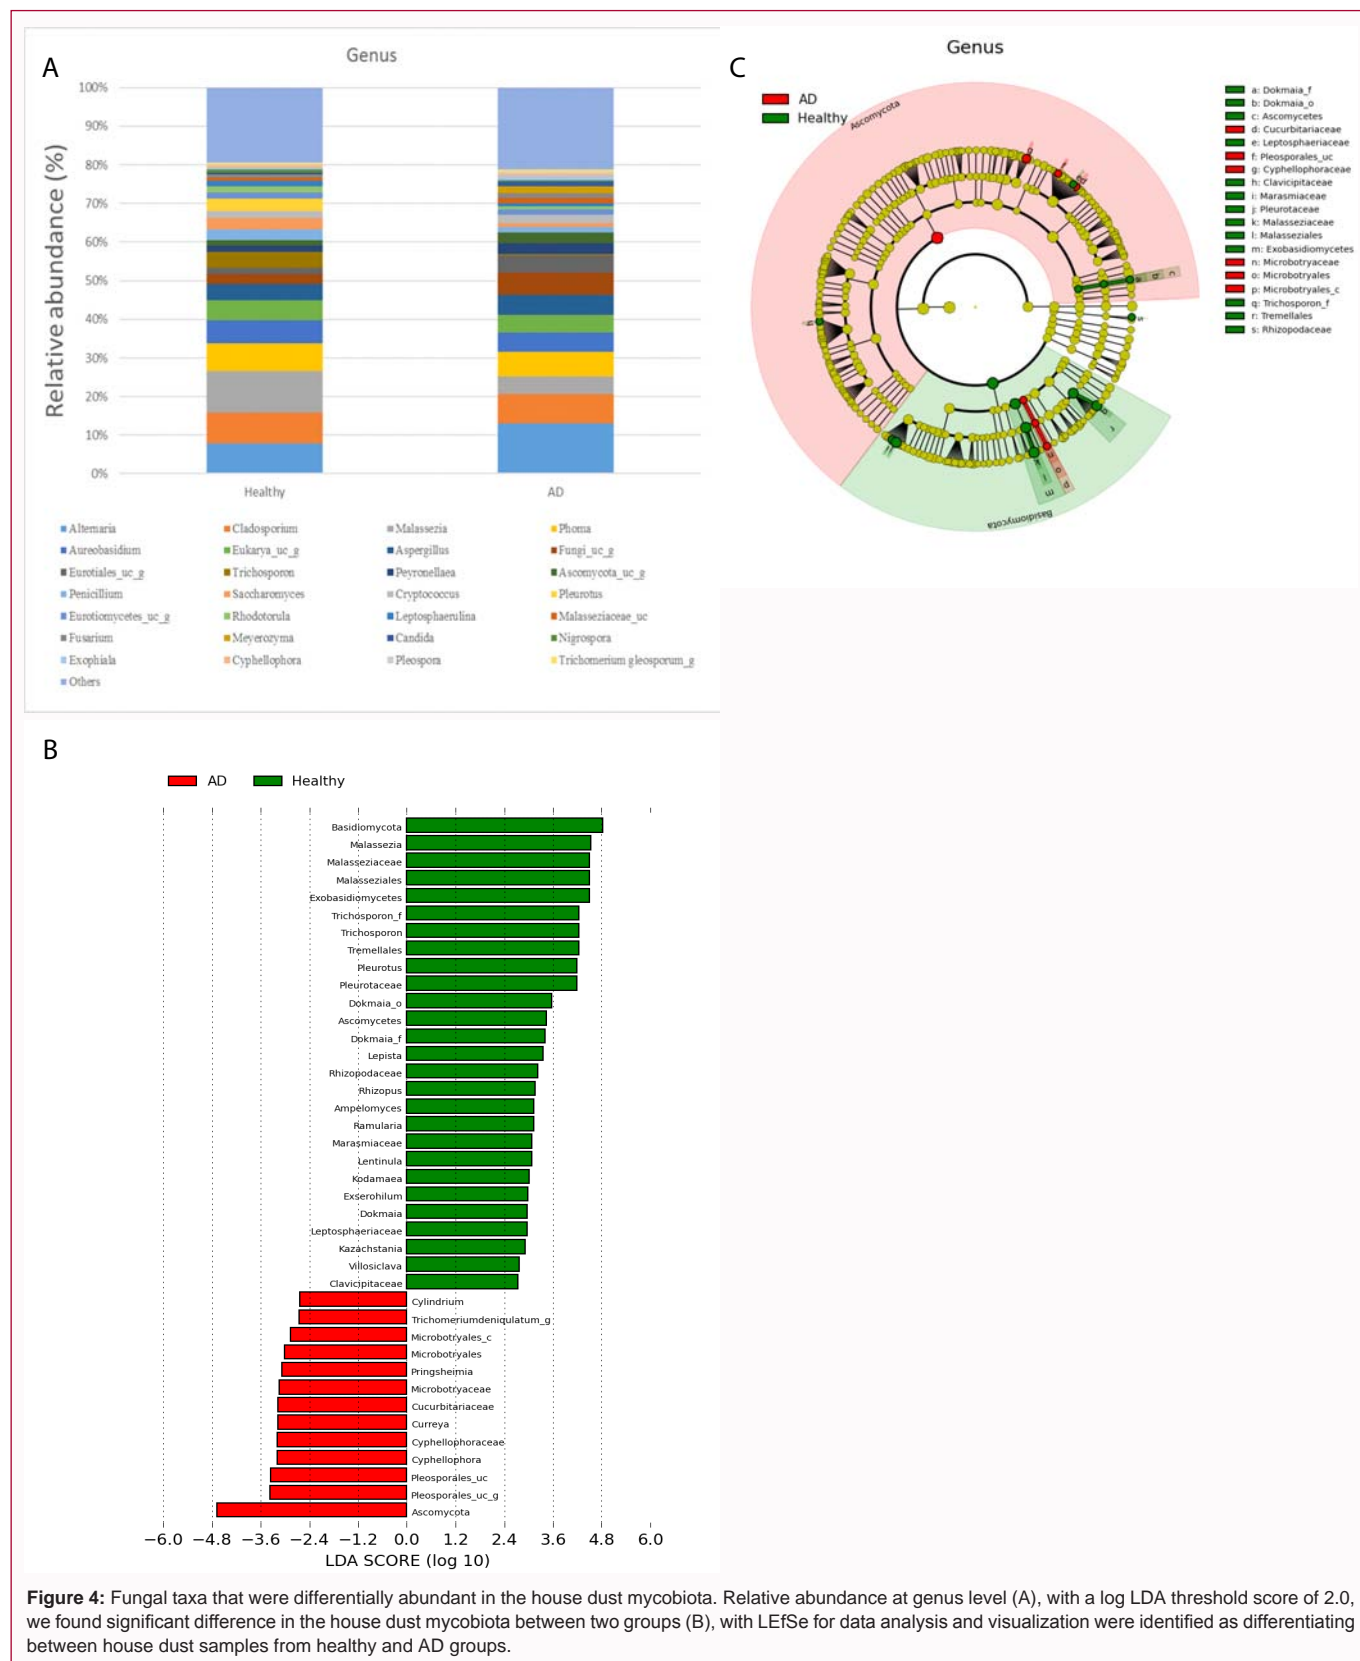 A
Genus
Relative abundance (%)
100%
90%
80%
70%
60%
50%
40%
30%
20%
10%
0%
Healthy
AD
Alternaria
Cladosporium
Malassezia
Phoma
Aureobasidium
Eukarya_uc_g
Aspergillus
Fungi_uc_g
Eurotiales_uc_g
Trichosporon
Peyronellaea
Ascomycota_uc_g
Penicillium
Saccharomyces
Cryptococcus
Pleurotus
Eurotiomycetes_uc_g
Rhodotorula
Leptosphaerulina
Malasseziaceae_uc
Fusarium
Meyerozyma
Candida
Nigrospora
Exophiala
Cyphellophora
Pleospora
Trichomerium gleosporum_g
Others
C
Genus
AD
Healthy
Ascomycota
Basidiomycota
c
b
a
s
r
q
p
o
n
m
l
k
h
g
f
a: Dokmaia_f
b: Dokmaia_o
c: Ascomycetes
d: Cucurbitariaceae
e: Leptosphaeriaceae
f: Pleosporales_uc
g: Cyphellophoraceae
h: Clavicipitaceae
i: Marasmiaceae
j: Pleurotaceae
k: Malasseziaceae
l: Malasseziales
m: Exobasidiomycetes
n: Microbotryaceae
o: Microbotryales
p: Microbotryales_c
q: Trichosporon_f
r: Tremellales
s: Rhizopodaceae
B
AD
Healthy
Basidiomycota
Malassezia
Malasseziaceae
Malasseziales
Exobasidiomycetes
Trichosporon_f
Trichosporon
Tremellales
Pleurotus
Pleurotaceae
Dokmaia_o
Ascomycetes
Dokmaia_f
Lepista
Rhizopodaceae
Rhizopus
Ampelomyces
Ramularia
Marasmiaceae
Lentinula
Kodamaea
Exserohilum
Dokmaia
Leptosphaeriaceae
Kazachstania
Villosiclava
Clavicipitaceae
Cylindrium
Trichomeriumdeniqulatum_g
Microbotryales_c
Microbotryales
Pringsheimia
Microbotryaceae
Cucurbitariaceae
Curreya
Cyphellophoraceae
Cyphellophora
Pleosporales_uc
Pleosporales_uc_g
Ascomycota
−6.0 −4.8 −3.6 −2.4 −1.2 0.0 1.2 2.4 3.6 4.8 6.0
LDA SCORE (log 10)
Figure 4: Fungal taxa that were differentially abundant in the house dust mycobiota. Relative abundance at genus level (A), with a log LDA threshold score of 2.0,
we found significant difference in the house dust mycobiota between two groups (B), with LEfSe for data analysis and visualization were identified as differentiating
between house dust samples from healthy and AD groups.